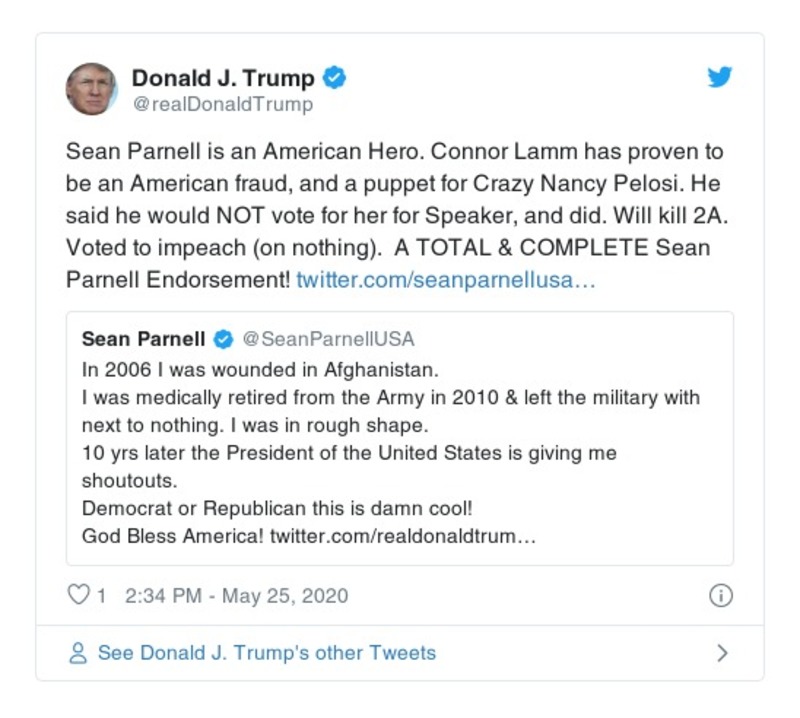 Donald J. Trump
@realDonaldTrump
Sean Parnell is an American Hero. Connor Lamm has proven to
be an American fraud, and a puppet for Crazy Nancy Pelosi. He
said he would NOT vote for her for Speaker, and did. Will kill 2A.
Voted to impeach (on nothing).  A TOTAL & COMPLETE Sean
Parnell Endorsement! twitter.com/seanparnellusa…
Sean Parnell @SeanParnellUSA
In 2006 I was wounded in Afghanistan.
I was medically retired from the Army in 2010 & left the military with
next to nothing. I was in rough shape.
10 yrs later the President of the United States is giving me
shoutouts.
Democrat or Republican this is damn cool!
God Bless America! twitter.com/realdonaldtrum…
1 2:34 PM - May 25, 2020
See Donald J. Trump's other Tweets